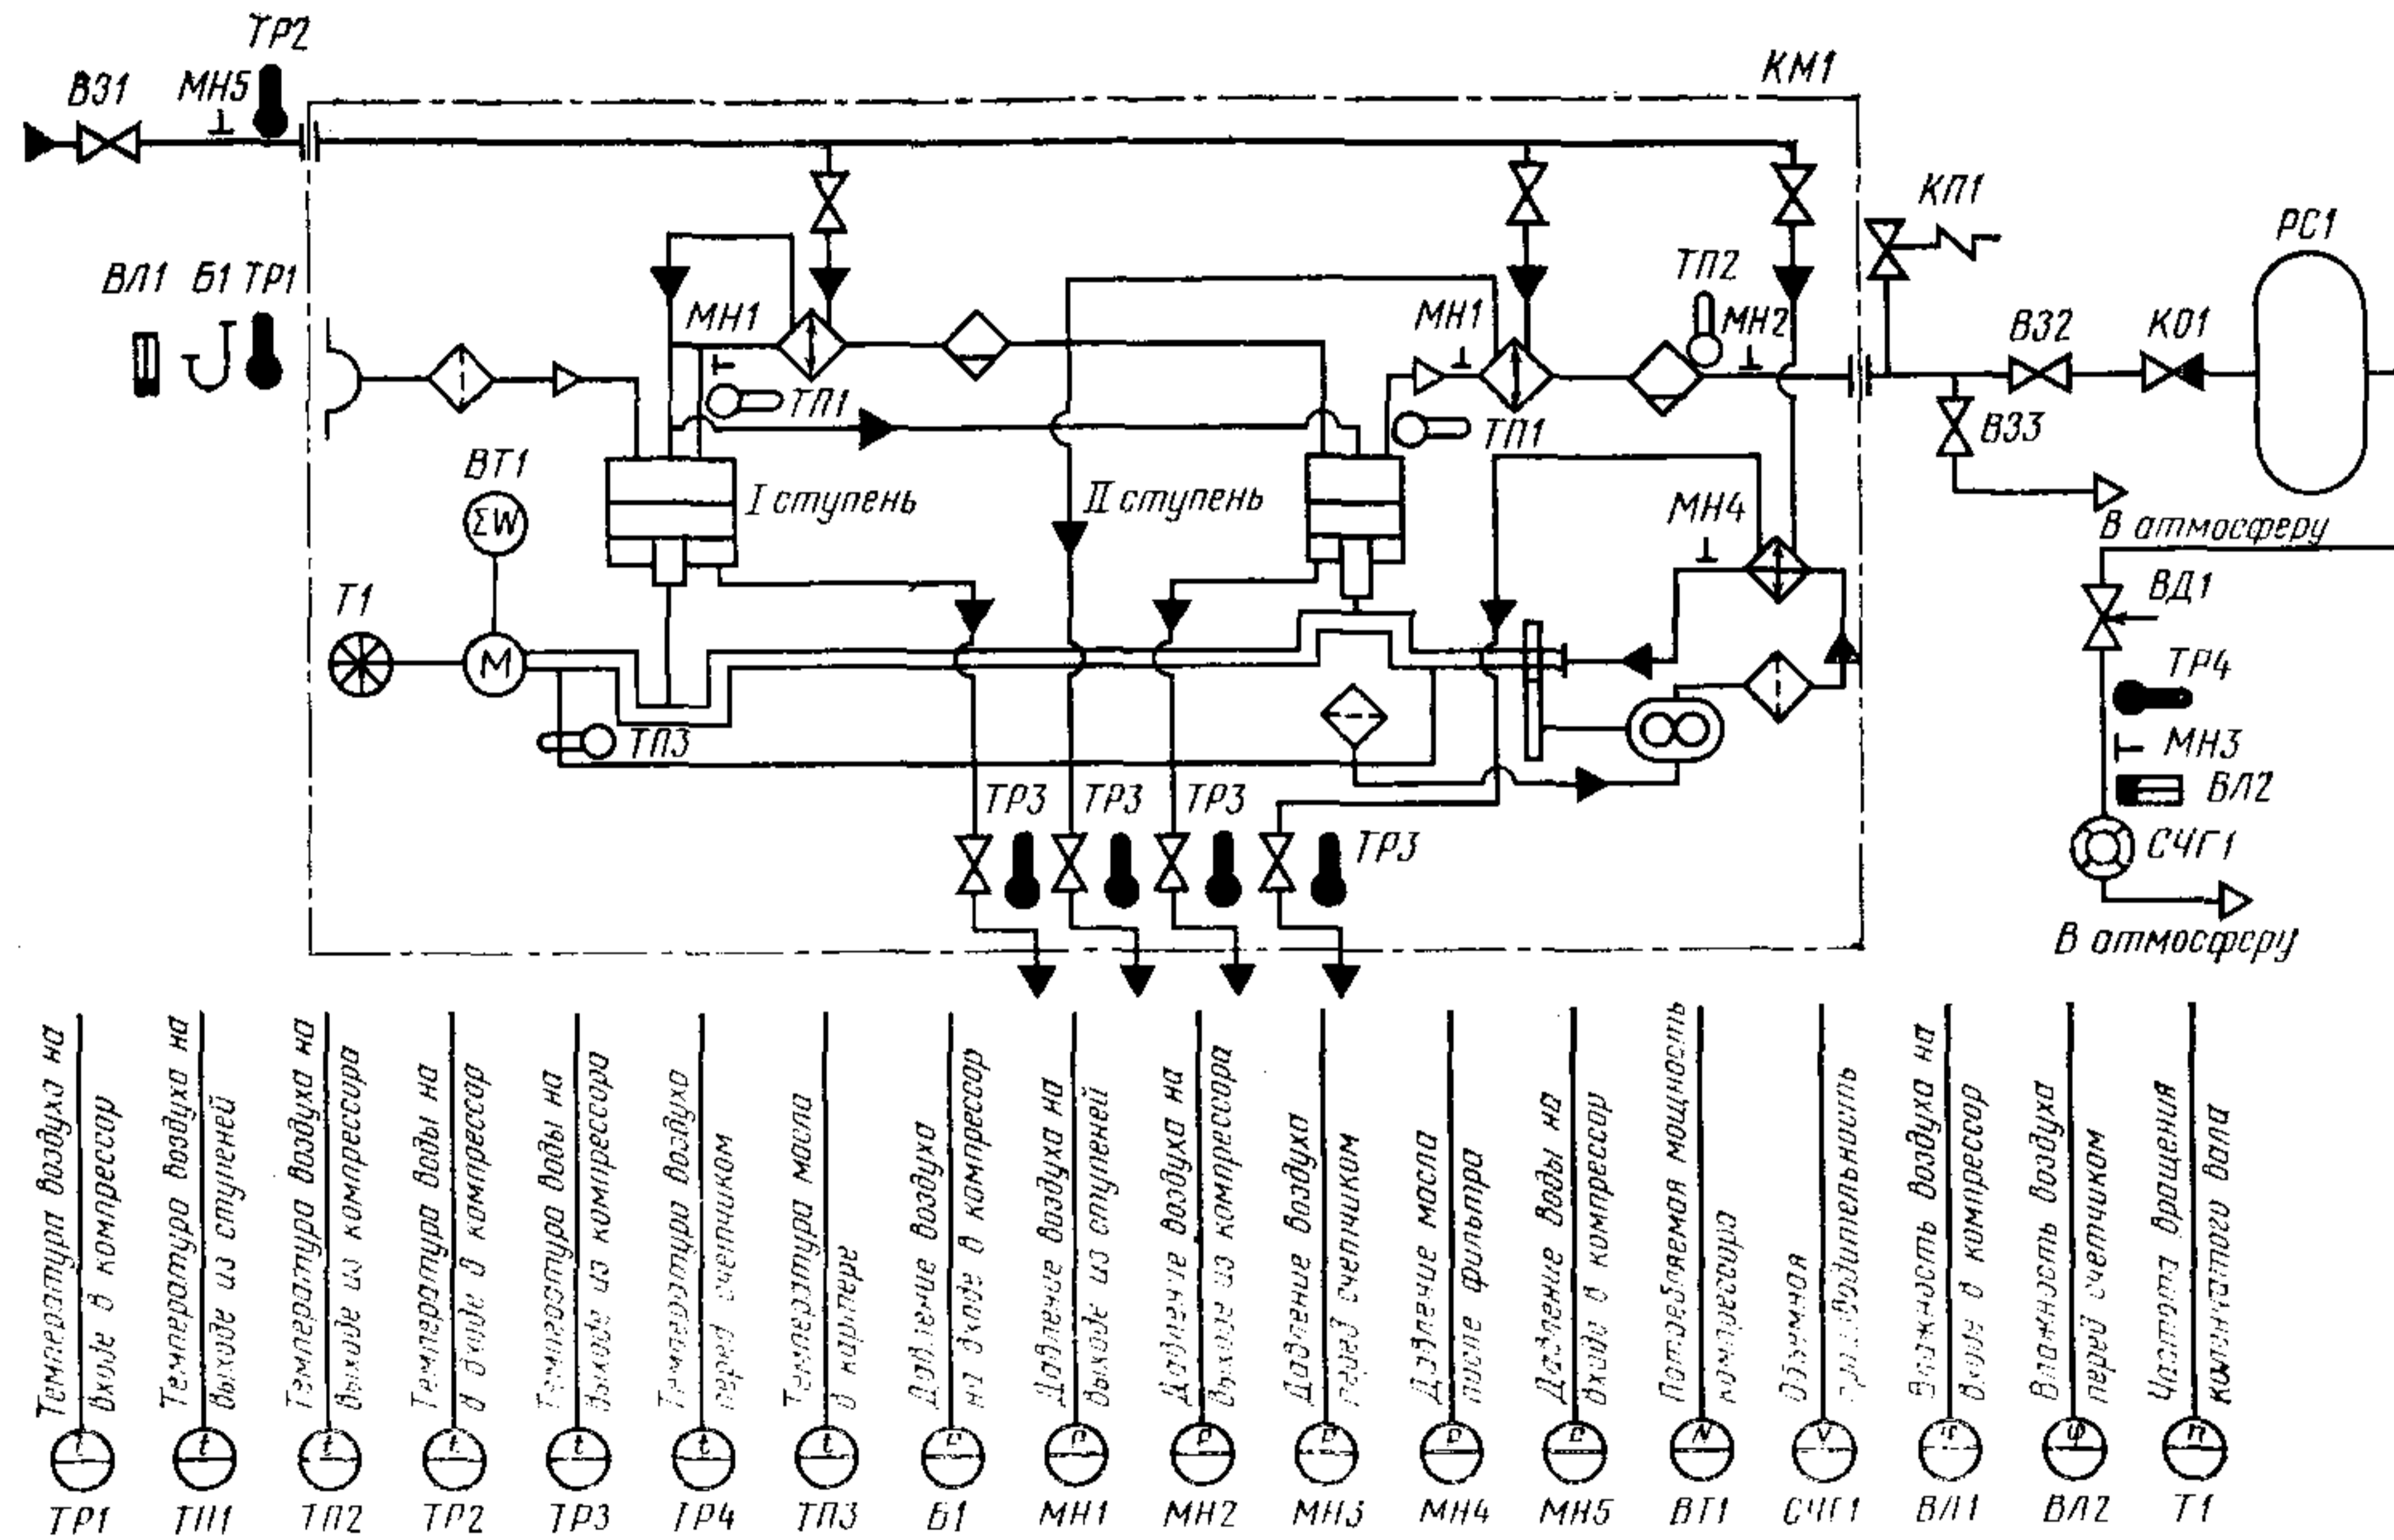 ТР2
КМ1
ВЗ1
МН5
КП1
РС1
ВЛ1
Б1
ТР1
ТП2
МН1
МН1
МН2
ВЗ2
КО1
ТП1
ТП1
ВЗ3
ВТ1
ΣW
I ступень
II ступень
МН4
В атмосферу
Т1
М
ВД1
ТР4
ТП3
МН3
ТР3
ТР3
ТР3
ТР3
ВЛ2
СЧГ1
В атмосферу
Температура воздуха на
входе в компрессор
t
ТР1
Температура воздуха на
выходе из ступеней
t
ТП1
Температура воздуха на
выходе из компрессора
t
ТП2
Температура воды на
входе в компрессор
t
ТР2
Температура воды на
выходе из компрессора
t
ТР3
Температура воздуха
перед счетчиком
t
ТР4
Температура масла
в картере
t
ТП3
Давление воздуха
на входе в компрессор
P
Б1
Давление воздуха на
выходе из ступеней
P
МН1
Давление воздуха на
выходе из компрессора
P
МН2
Давление воздуха
перед счетчиком
P
МН3
Давление масла
после фильтра
P
МН4
Давление воды на
входе в компрессор
P
МН5
Потребляемая мощность
компрессора
N
ВТ1
Объемная
производительность
V
СЧГ1
Влажность воздуха на
входе в компрессор
ВЛ1
Влажность воздуха
перед счетчиком
φ
ВЛ2
Частота вращения
коленчатого вала
n
Т1